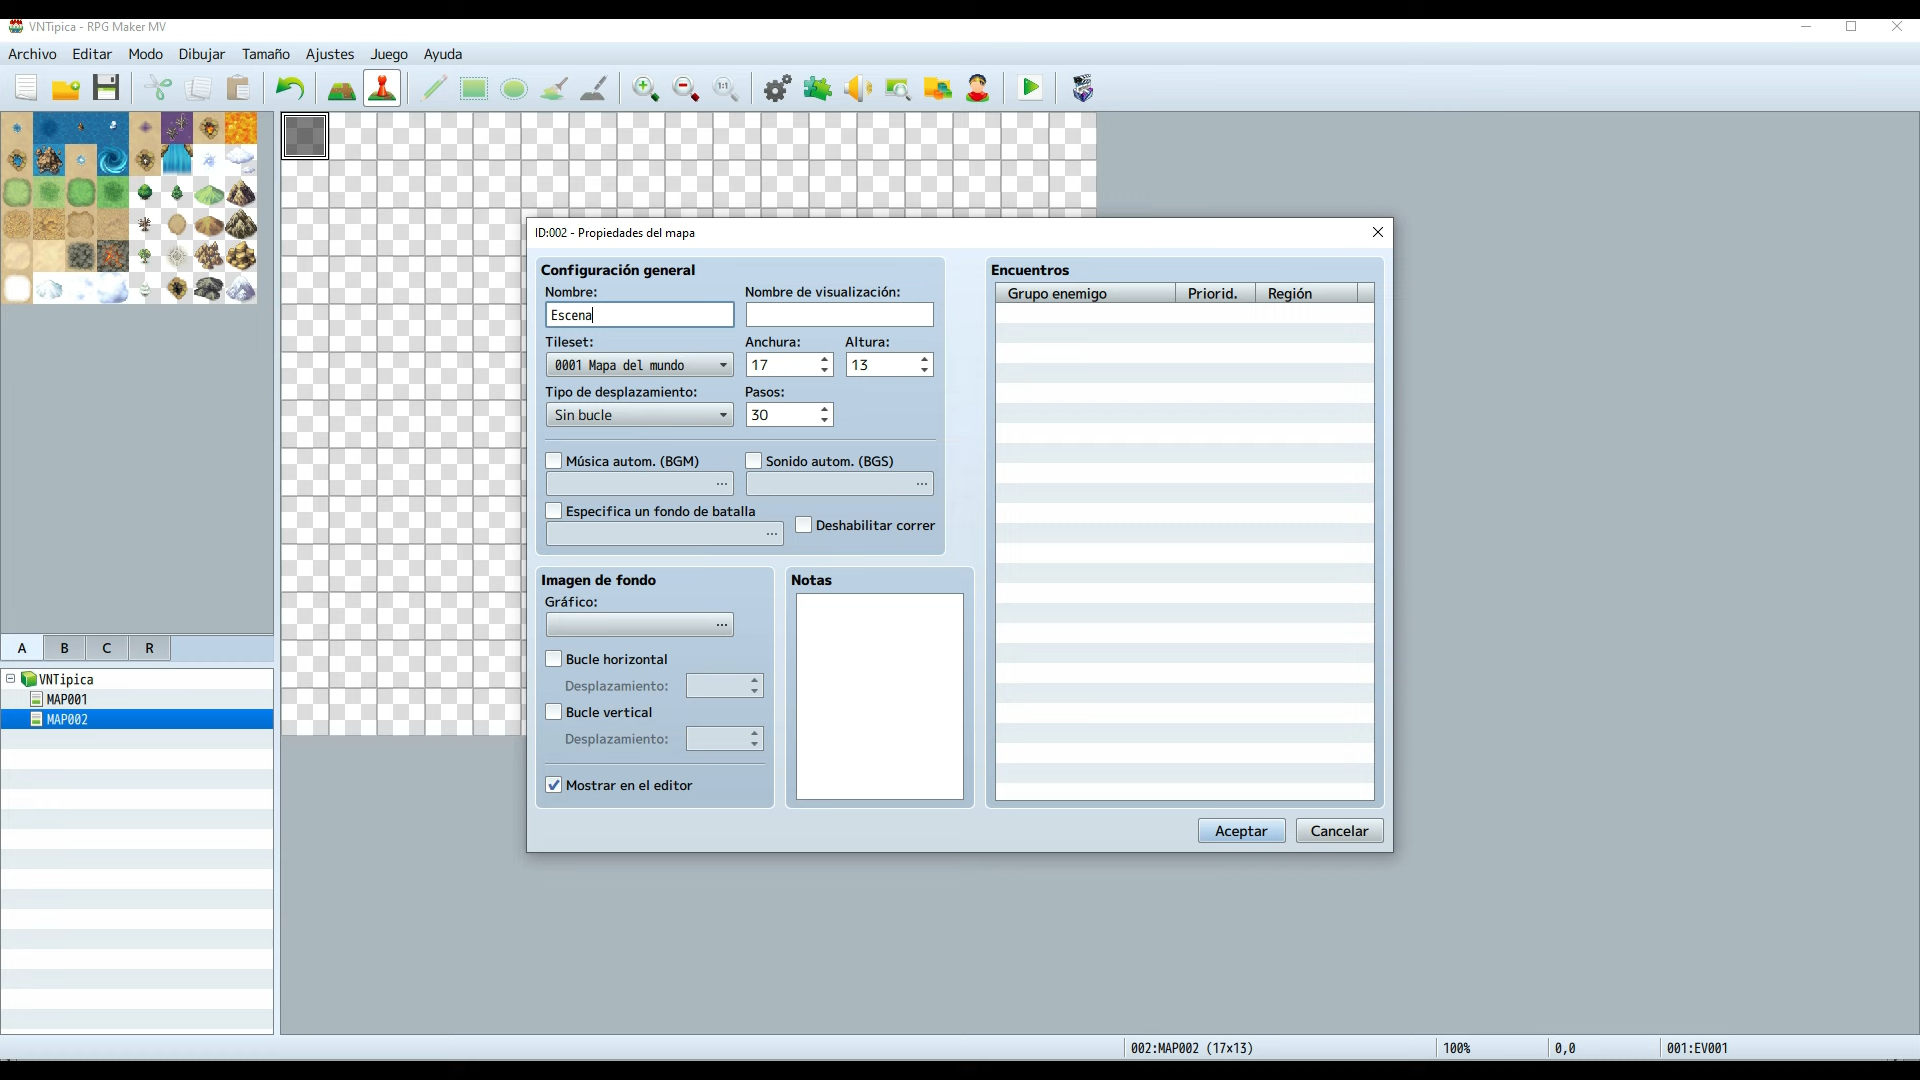 VNTipica - RPG Maker MV
Archivo Editar Modo Dibujar Tamaño Ajustes Juego Ayuda
1:1
ID:002 - Propiedades del mapa
Configuración general
Nombre: Nombre de visualización:
Escena
Tileset: Anchura: Altura:
0001 Mapa del mundo 17 13
Tipo de desplazamiento: Pasos:
Sin bucle 30
Música autom. (BGM) Sonido autom. (BGS)
... ...
Especifica un fondo de batalla
... Deshabilitar correr
Imagen de fondo
Gráfico:
...
Bucle horizontal
Desplazamiento:
Bucle vertical
Desplazamiento:
Mostrar en el editor
Notas
Encuentros
Grupo enemigo Priorid. Región
Aceptar Cancelar
A B C R
VNTipica
MAP001
MAP002
002:MAP002 (17×13) 100% 0,0 001:EV001